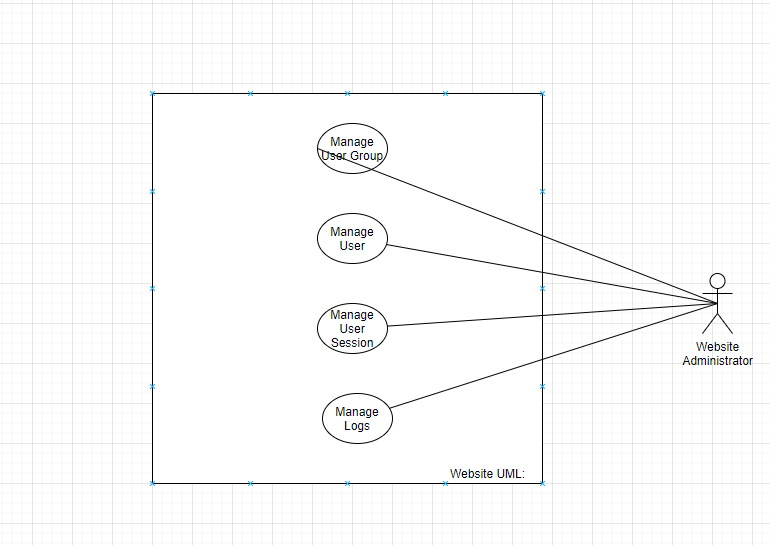 Manage
User Group
Manage
User
Manage
User
Session
Manage
Logs
Website
Administrator
Website UML: